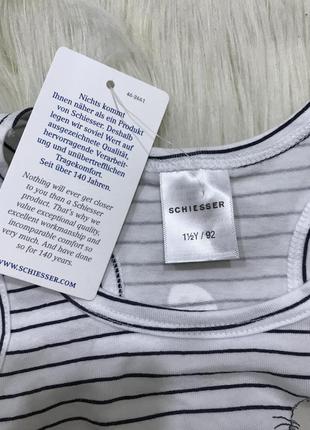 46-2661
Nichts kommt
Ihnen näher als ein Produkt
von Schiesser. Deshalb
legen wir soviel Wert auf
ausgezeichnete Qualität,
hervorragende Verarbeit-
ung und unübertrefflichen
Tragekomfort.
Seit über 140 Jahren.
Nothing will ever get closer
to you than a Schiesser
product. That's why we
value exceptional quality,
excellent workmanship and
incomparable comfort so
very much. And have done
so for 140 years.
WWW.SCHIESSER.COM
SCHIESSER
1½Y / 92